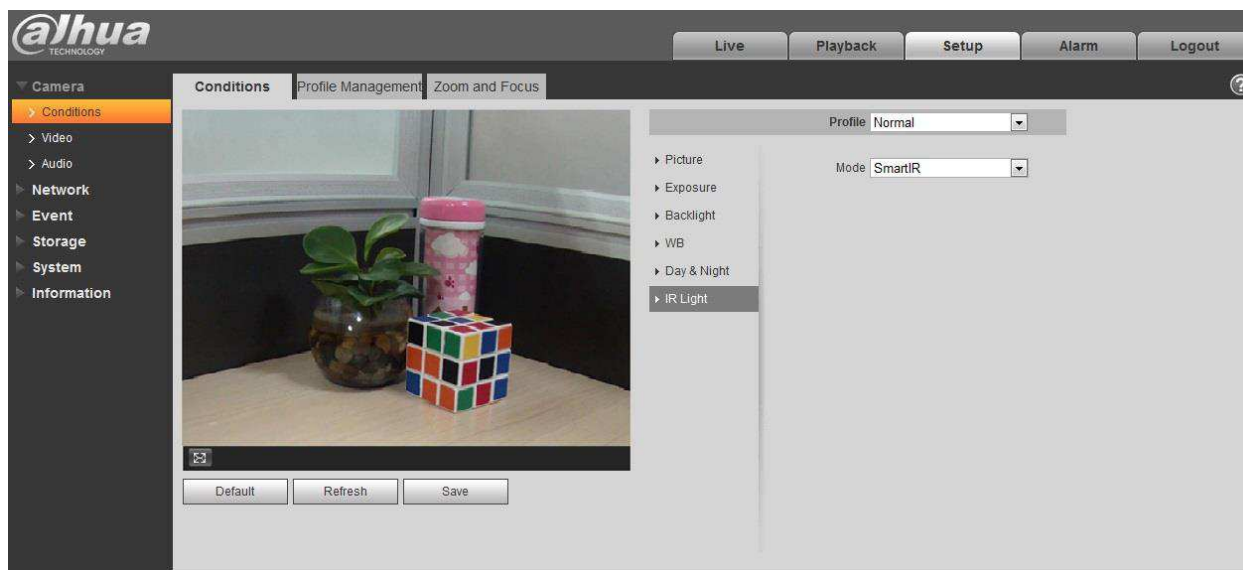 alhua
TECHNOLOGY
Live
Playback
Setup
Alarm
Logout
Camera
Conditions
Video
Audio
Network
Event
Storage
System
Information
Conditions
Profile Management
Zoom and Focus
?
Profile Normal
Picture
Exposure
Backlight
WB
Day & Night
IR Light
Mode SmartIR
Default
Refresh
Save